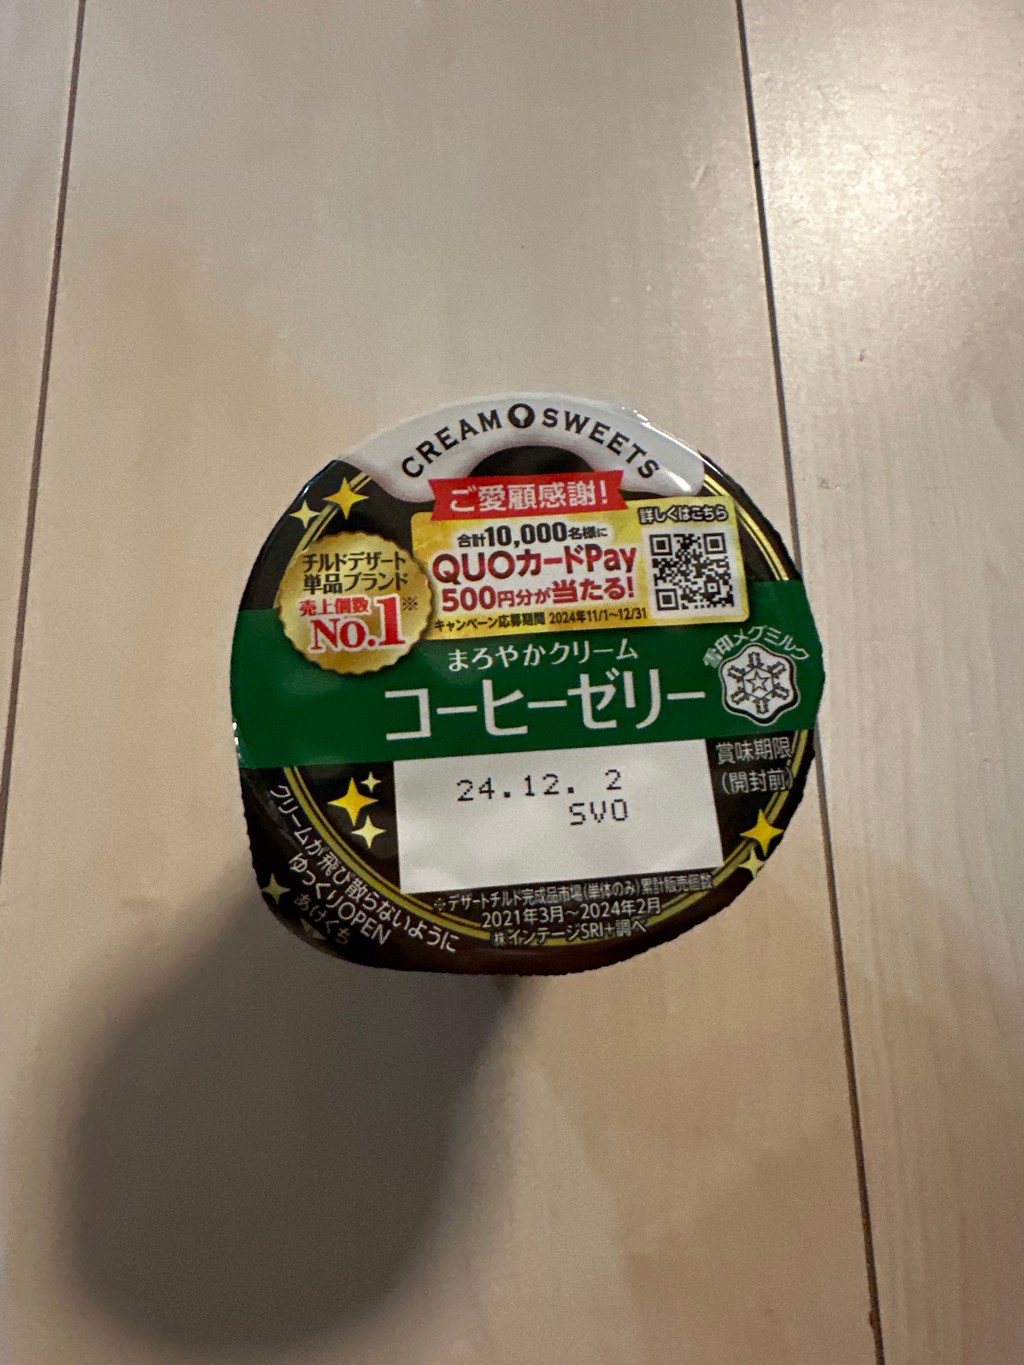 CREAM SWEETS
ご愛顧感謝!
詳しくはこちら
合計10,000名様に
QUOカードPay
500円分が当たる!
キャンペーン応募期間 2024年11/1~12/31
チルドデザート
単品ブランド
売上個数※
No.1
まろやかクリーム
コーヒーゼリー
雪印メグミルク
賞味期限
(開封前)
24.12. 2
SVO
※デザートチルド完成品市場(単体のみ)累計販売個数
2021年3月~2024年2月
㈱インテージSRI+調べ
クリームが飛び散らないように
ゆっくりOPEN
あけくち